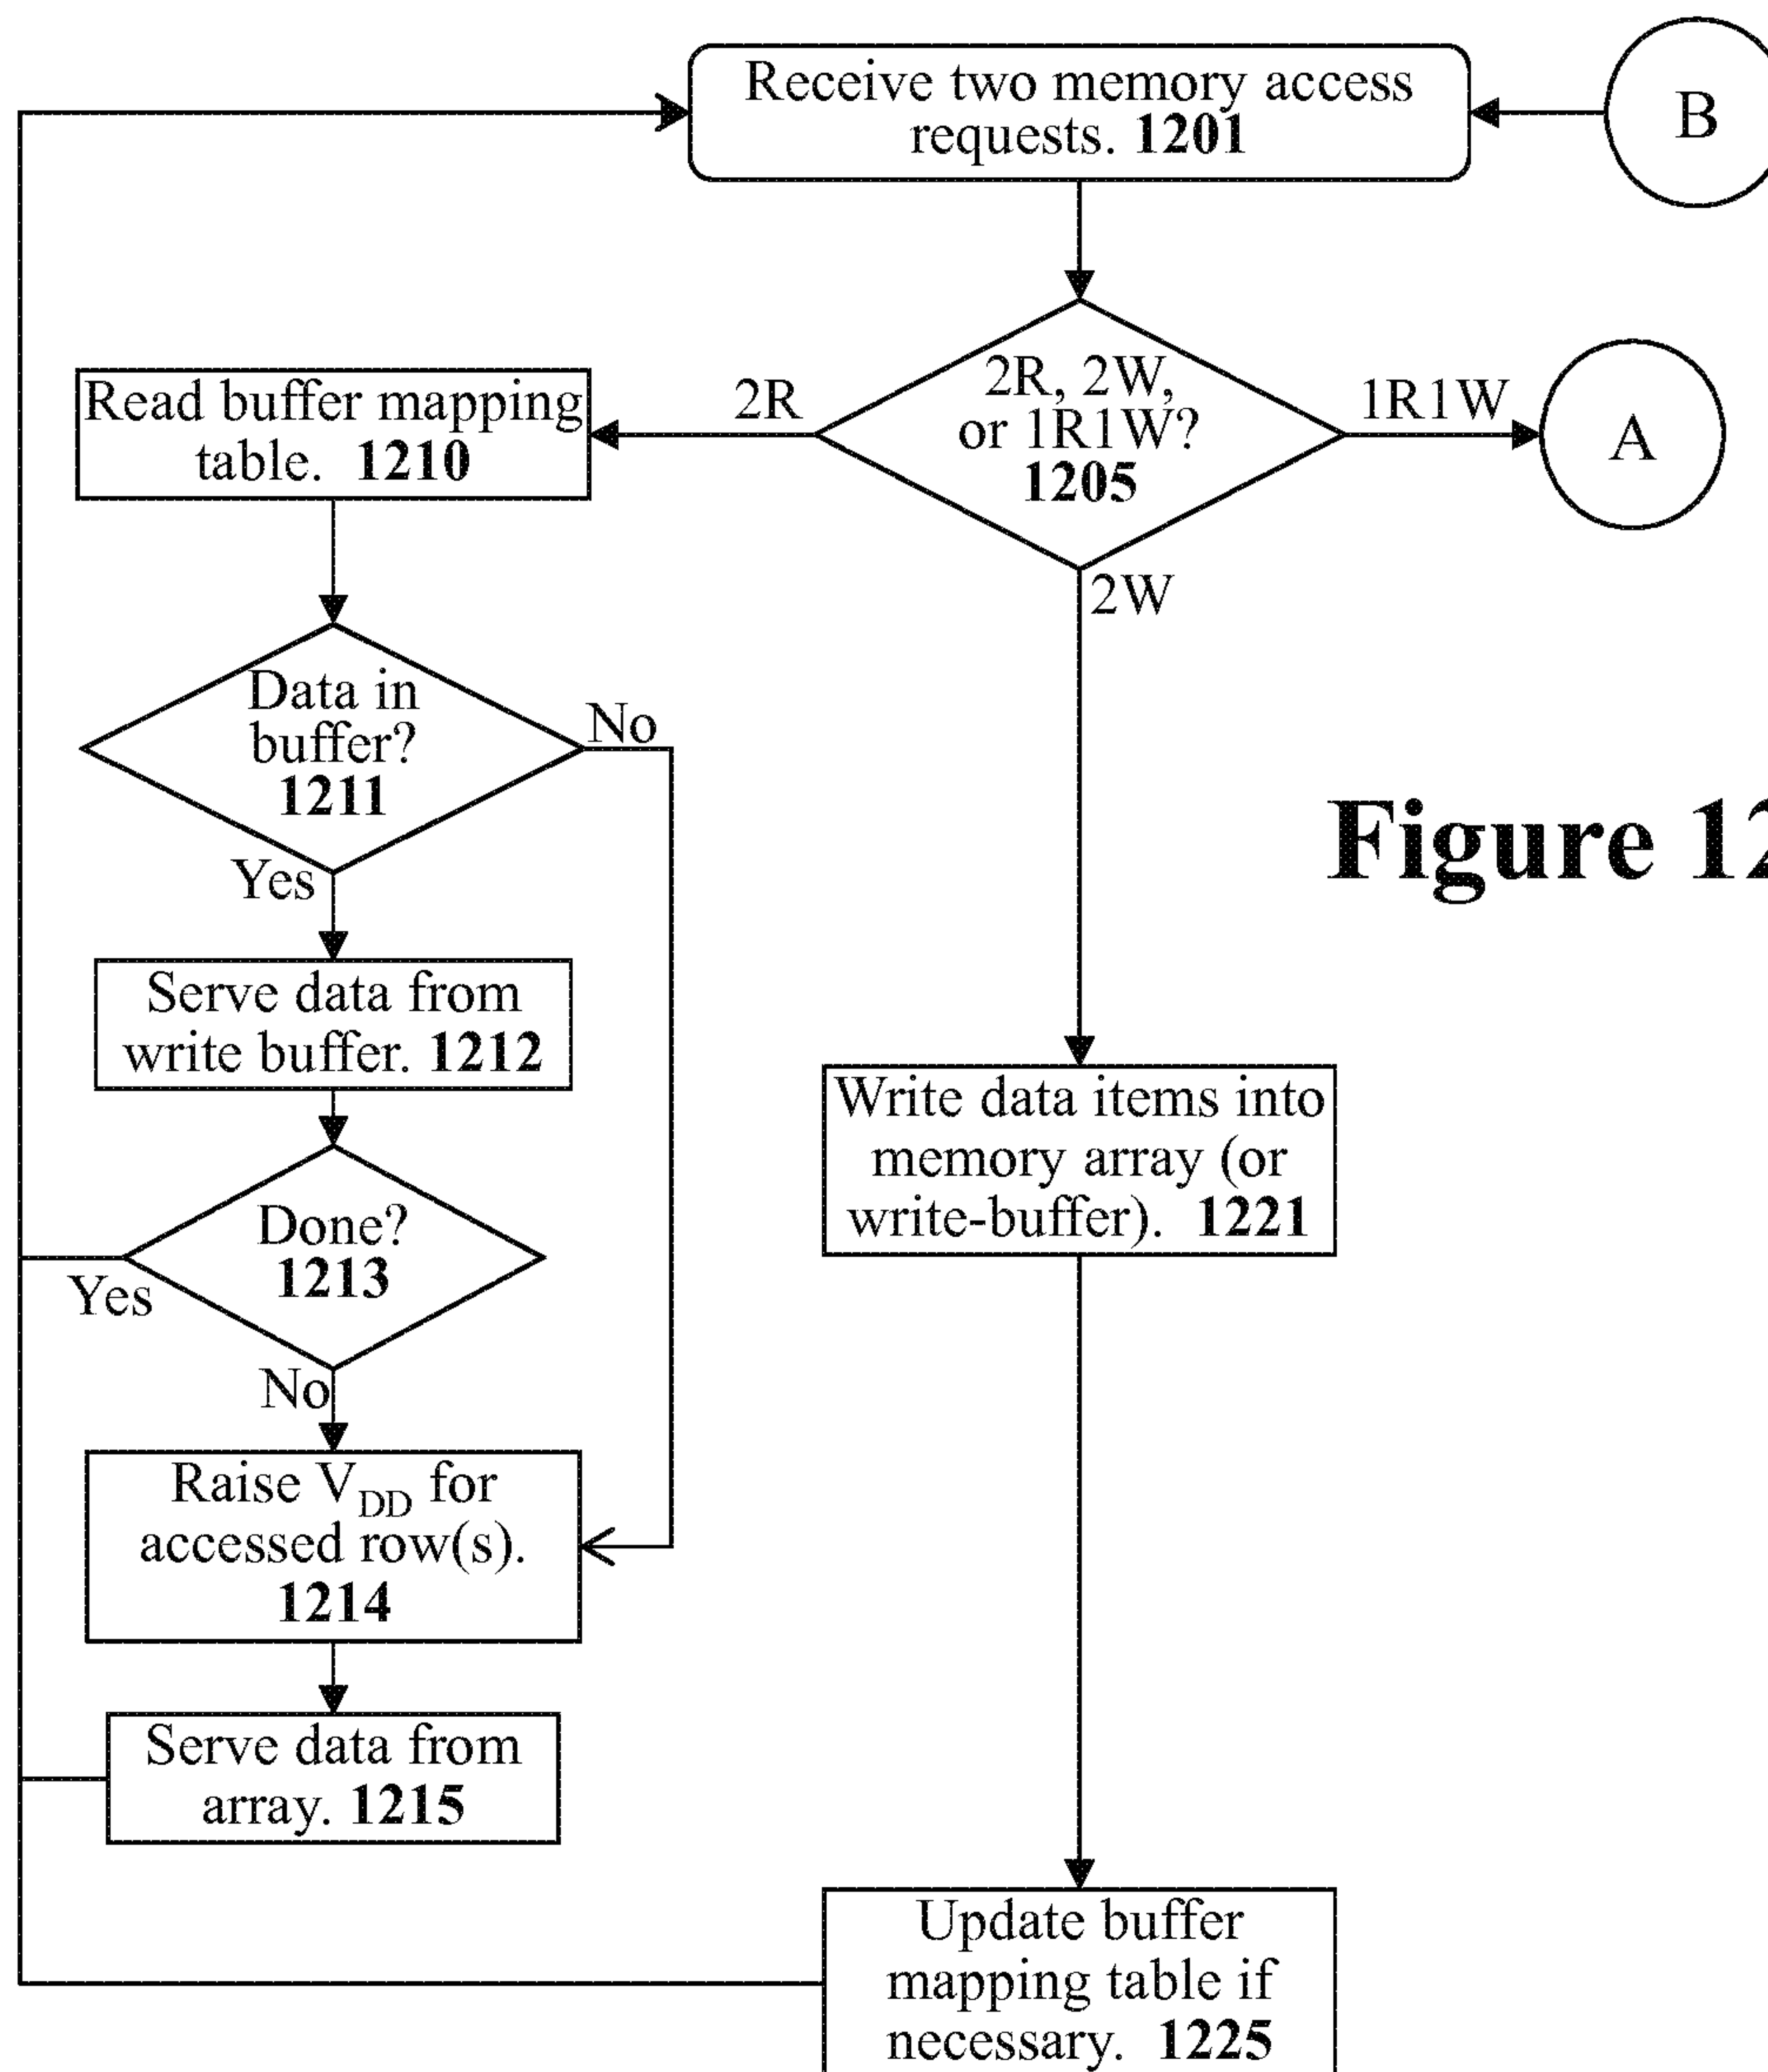 Receive two memory access
requests. 1201
B
2R, 2W,
or 1R1W?
1205
2R
1R1W
A
2W
Read buffer mapping
table. 1210
Data in
buffer?
1211
No
Yes
Serve data from
write buffer. 1212
Done?
1213
Yes
No
Raise VDD for
accessed row(s).
1214
Serve data from
array. 1215
Write data items into
memory array (or
write-buffer). 1221
Update buffer
mapping table if
necessary. 1225
Figure 12